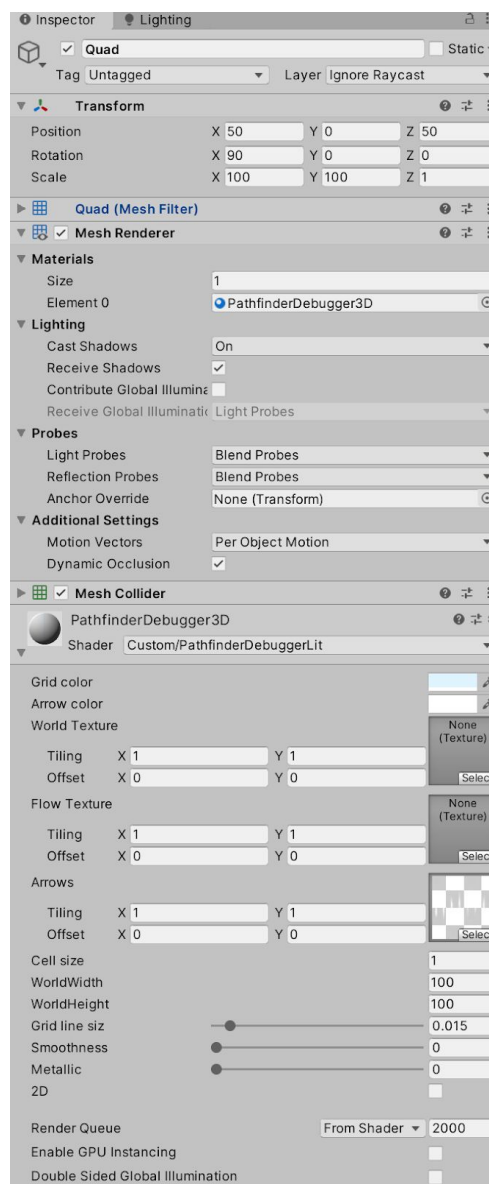 Inspector Lighting
Quad Static
Tag Untagged Layer Ignore Raycast
Transform
Position X 50 Y 0 Z 50
Rotation X 90 Y 0 Z 0
Scale X 100 Y 100 Z 1
Quad (Mesh Filter)
Mesh Renderer
Materials
Size 1
Element 0 PathfinderDebugger3D
Lighting
Cast Shadows On
Receive Shadows
Contribute Global Illumina
Receive Global Illuminatic Light Probes
Probes
Light Probes Blend Probes
Reflection Probes Blend Probes
Anchor Override None (Transform)
Additional Settings
Motion Vectors Per Object Motion
Dynamic Occlusion
Mesh Collider
PathfinderDebugger3D
Shader Custom/PathfinderDebuggerLit
Grid color
Arrow color
World Texture None
(Texture)
Tiling X 1 Y 1
Offset X 0 Y 0 Selec
Flow Texture None
(Texture)
Tiling X 1 Y 1
Offset X 0 Y 0 Selec
Arrows
Tiling X 1 Y 1
Offset X 0 Y 0 Selec
Cell size 1
WorldWidth 100
WorldHeight 100
Grid line siz 0.015
Smoothness 0
Metallic 0
2D
Render Queue From Shader 2000
Enable GPU Instancing
Double Sided Global Illumination